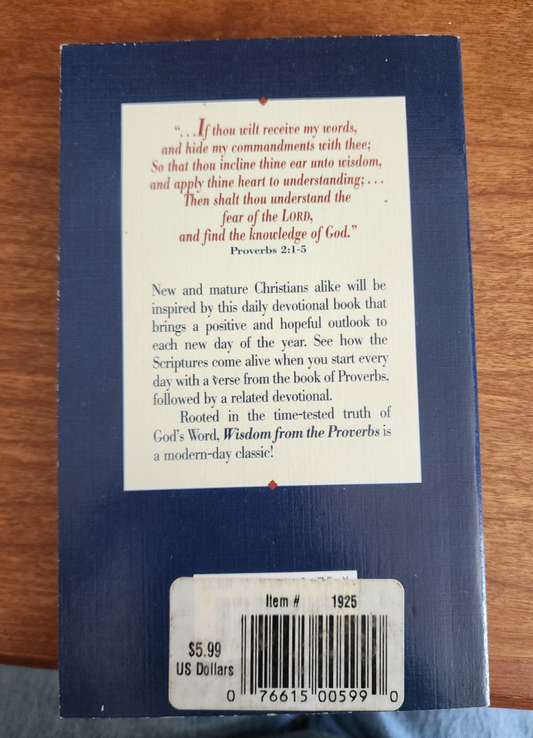 “...If thou wilt receive my words,
and hide my commandments with thee;
So that thou incline thine ear unto wisdom,
and apply thine heart to understanding; ...
Then shalt thou understand the
fear of the LORD,
and find the knowledge of God.”
Proverbs 2:1-5
New and mature Christians alike will be
inspired by this daily devotional book that
brings a positive and hopeful outlook to
each new day of the year. See how the
Scriptures come alive when you start every
day with a verse from the book of Proverbs,
followed by a related devotional.
Rooted in the time-tested truth of
God's Word, Wisdom from the Proverbs is
a modern-day classic!
Item # 1925
$5.99
US Dollars
0 76615 00599 0